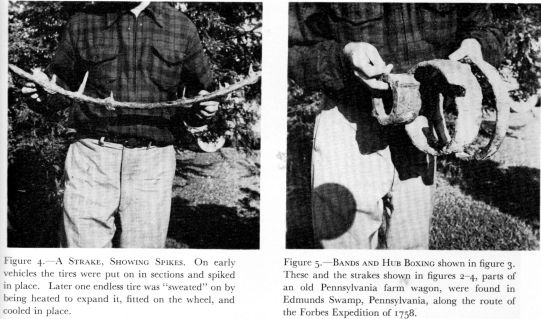 Figure 4.—A Strake, Showing Spikes. On early
vehicles the tires were put on in sections and spiked
in place. Later one endless tire was "sweated" on by
being heated to expand it, fitted on the wheel, and
cooled in place.
Figure 5.—Bands and Hub Boxing shown in figure 3.
These and the strakes shown in figures 2–4, parts of
an old Pennsylvania farm wagon, were found in
Edmunds Swamp, Pennsylvania, along the route of
the Forbes Expedition of 1758.